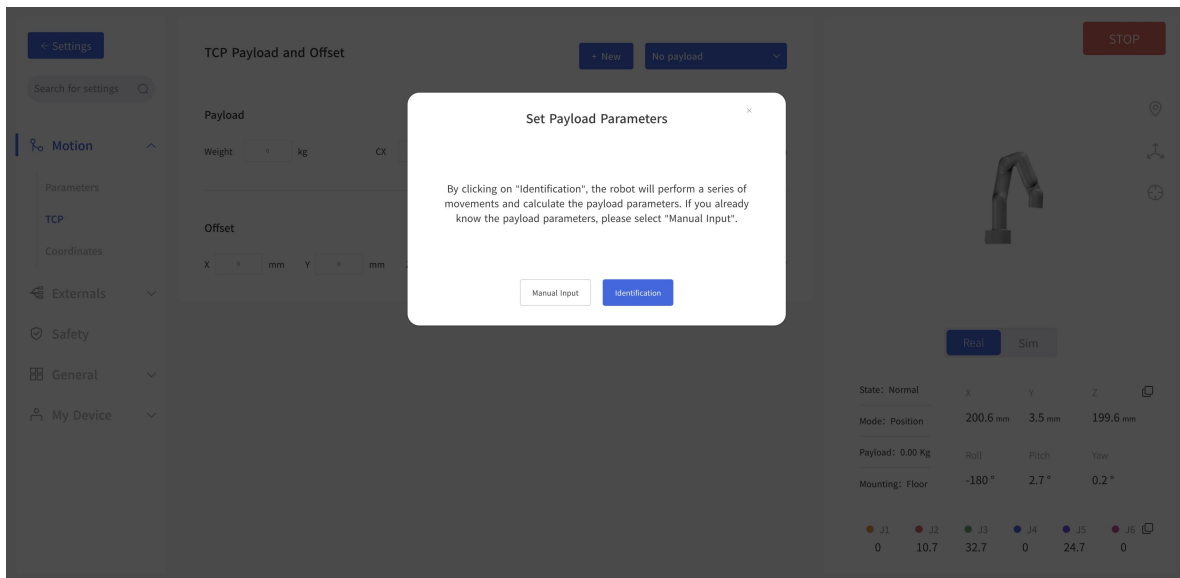 ← Settings
TCP Payload and Offset
+ New
No payload
STOP
Search for settings
Payload
Set Payload Parameters
×
Motion
Weight
kg
CX
By clicking on "Identification", the robot will perform a series of
movements and calculate the payload parameters. If you already
know the payload parameters, please select "Manual Input".
Parameters
TCP
Offset
Coordinates
X
mm
Y
mm
Externals
Manual Input
Identification
Safety
Real
Sim
General
State: Normal
X
Y
Z
My Device
Mode: Position
200.6 mm
3.5 mm
199.6 mm
Payload: 0.00 Kg
Roll
Pitch
Yaw
Mounting: Floor
-180 °
2.7 °
0.2 °
J1
J2
J3
J4
J5
J6
0
10.7
32.7
0
24.7
0